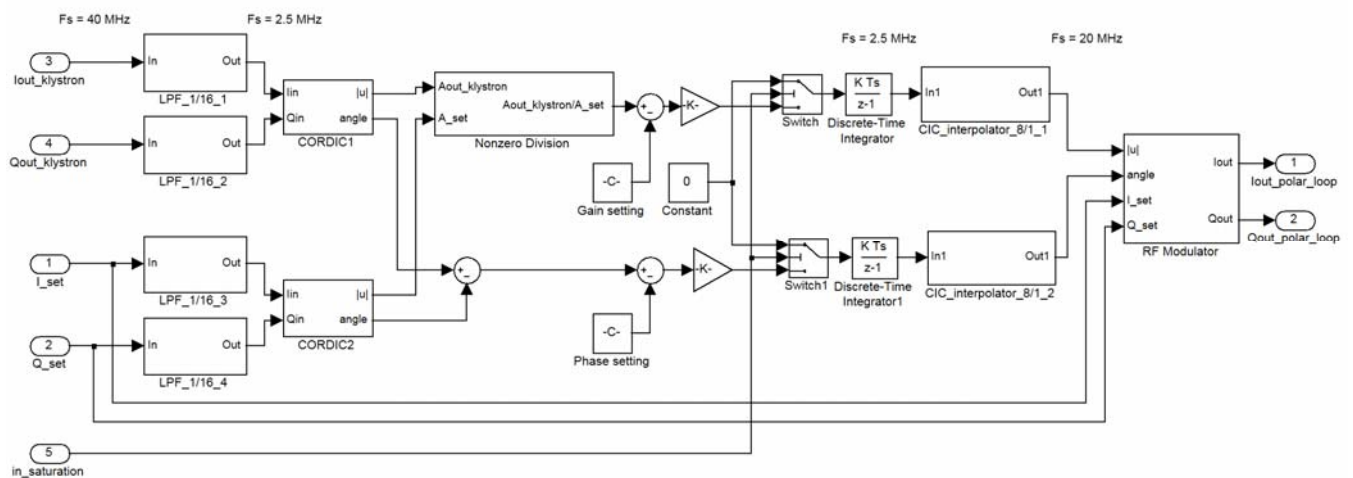 Fs = 40 MHz
Fs = 2.5 MHz
Fs = 2.5 MHz
Fs = 20 MHz
3
Iout_klystron
In
Out
LPF_1/16_1
4
Qout_klystron
In
Out
LPF_1/16_2
Iin
Qin
|u|
angle
CORDIC1
Aout_klystron
A_set
Aout_klystron/A_set
Nonzero Division
+
-
-K-
-C-
Gain setting
0
Constant
Switch
K Ts
z-1
Discrete-Time
Integrator
In1
Out1
CIC_interpolator_8/1_1
|u|
angle
I_set
Q_set
Iout
Qout
RF Modulator
1
Iout_polar_loop
2
Qout_polar_loop
1
I_set
In
Out
LPF_1/16_3
2
Q_set
In
Out
LPF_1/16_4
Iin
Qin
|u|
angle
CORDIC2
+
-
+
-
-K-
-C-
Phase setting
Switch1
K Ts
z-1
Discrete-Time
Integrator1
In1
Out1
CIC_interpolator_8/1_2
5
in_saturation